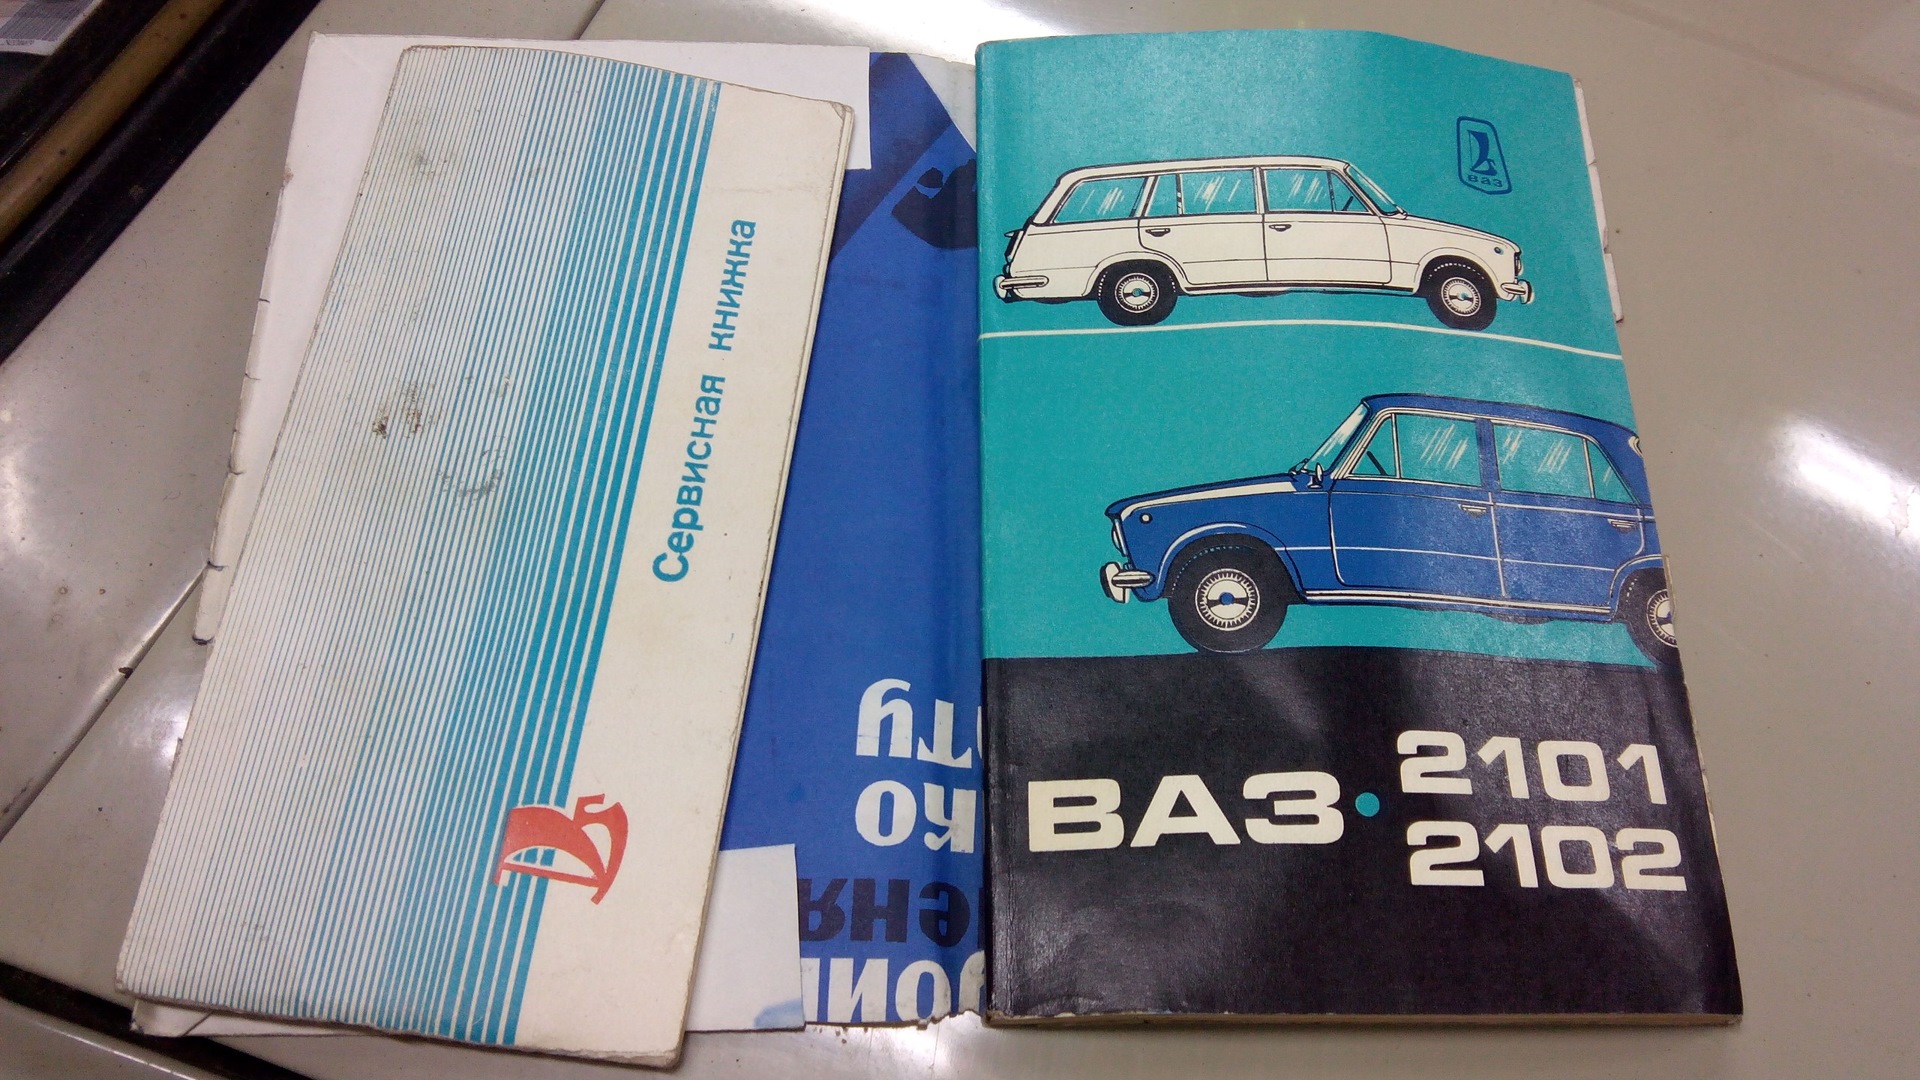 Сервисная книжка
ваз
ВАЗ • 2101
2102